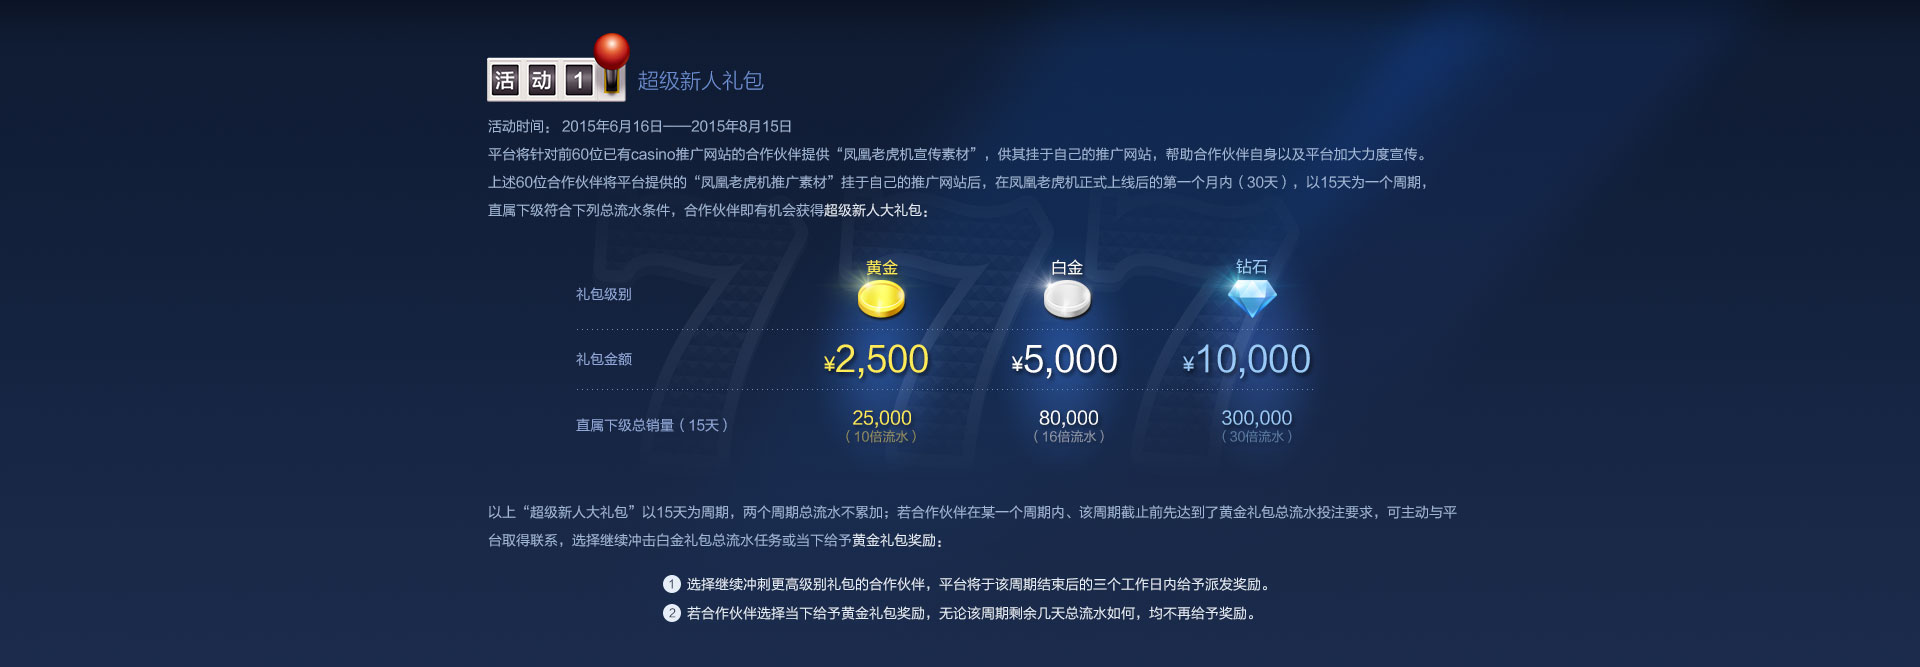 活动1 超级新人礼包
活动时间： 2015年6月16日——2015年8月15日
平台将针对前60位已有casino推广网站的合作伙伴提供“凤凰老虎机宣传素材”，供其挂于自己的推广网站，帮助合作伙伴自身以及平台加大力度宣传。
上述60位合作伙伴将平台提供的“凤凰老虎机推广素材”挂于自己的推广网站后，在凤凰老虎机正式上线后的第一个月内（30天），以15天为一个周期，
直属下级符合下列总流水条件，合作伙伴即有机会获得超级新人大礼包：
777
礼包级别 黄金 白金 钻石
礼包金额 ¥2,500 ¥5,000 ¥10,000
直属下级总销量（15天） 25,000 80,000 300,000
（10倍流水） （16倍流水） （30倍流水）
以上“超级新人大礼包”以15天为周期，两个周期总流水不累加；若合作伙伴在某一个周期内、该周期截止前先达到了黄金礼包总流水投注要求，可主动与平
台取得联系，选择继续冲击白金礼包总流水任务或当下给予黄金礼包奖励：
1 选择继续冲刺更高级别礼包的合作伙伴，平台将于该周期结束后的三个工作日内给予派发奖励。
2 若合作伙伴选择当下给予黄金礼包奖励，无论该周期剩余几天总流水如何，均不再给予奖励。